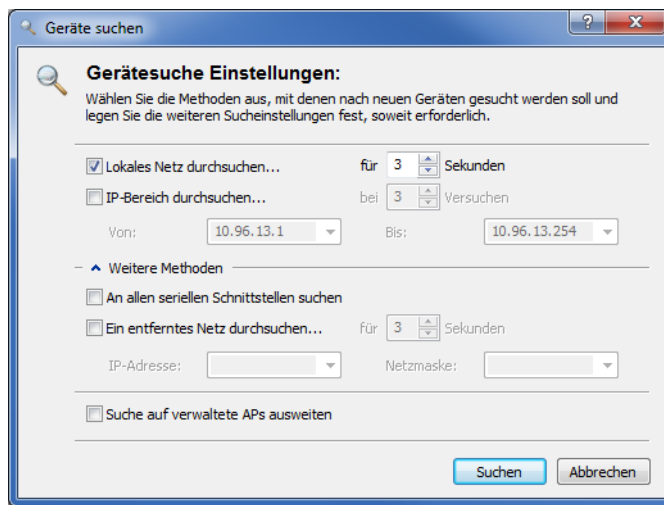 Geräte suchen
Gerätesuche Einstellungen:
Wählen Sie die Methoden aus, mit denen nach neuen Geräten gesucht werden soll und
legen Sie die weiteren Sucheinstellungen fest, soweit erforderlich.
Lokales Netz durchsuchen... für 3 Sekunden
IP-Bereich durchsuchen... bei 3 Versuchen
Von: 10.96.13.1 Bis: 10.96.13.254
Weitere Methoden
An allen seriellen Schnittstellen suchen
Ein entferntes Netz durchsuchen... für 3 Sekunden
IP-Adresse: Netzmaske:
Suche auf verwaltete APs ausweiten
Suchen Abbrechen